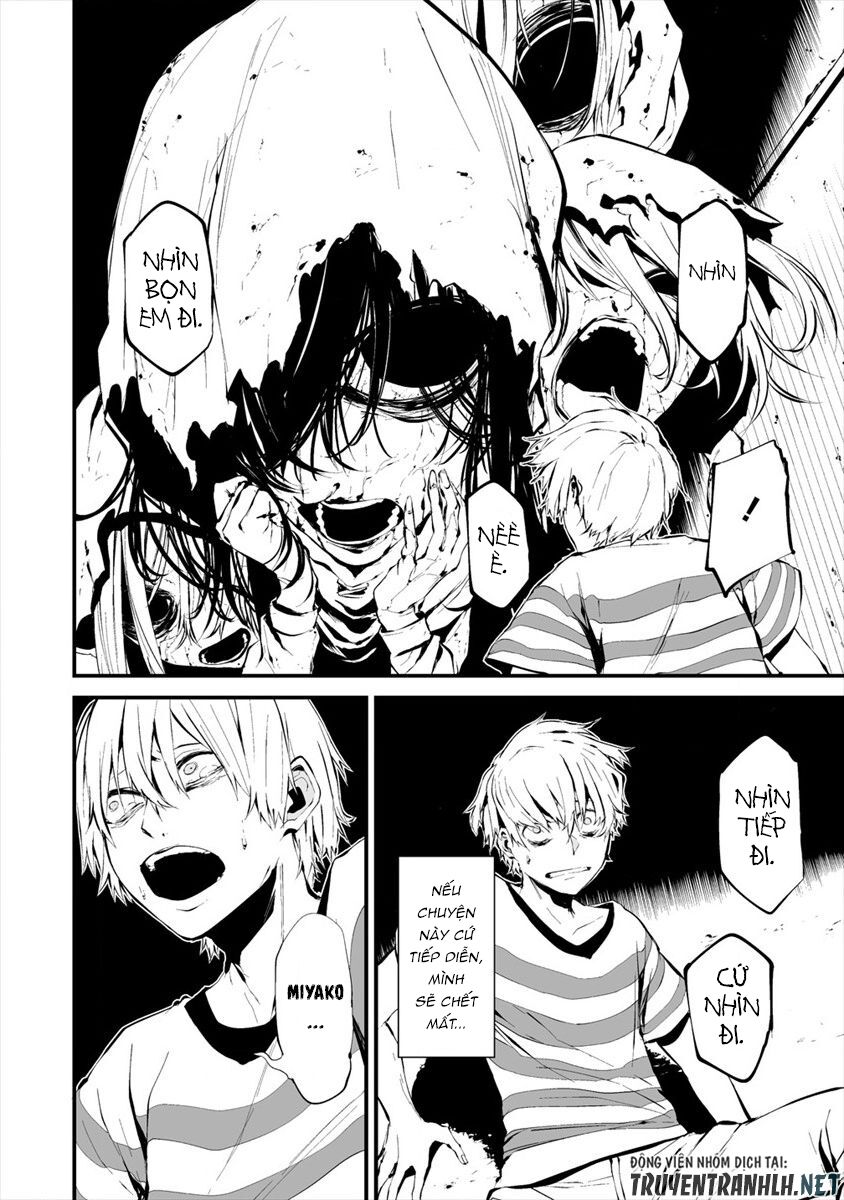 NHÌN
NHÌN
BỌN
EM ĐI.
!
NÈÈ
È.
NHÌN
TIẾP
ĐI.
CỨ
NHÌN
ĐI.
NẾU
CHUYỆN
NÀY CỨ
TIẾP DIỄN,
MÌNH
SẼ CHẾT
MẤT...
MIYAKO
...
ĐỘNG VIÊN NHÓM DỊCH TẠI:
TRUYENTRANHLH.NET